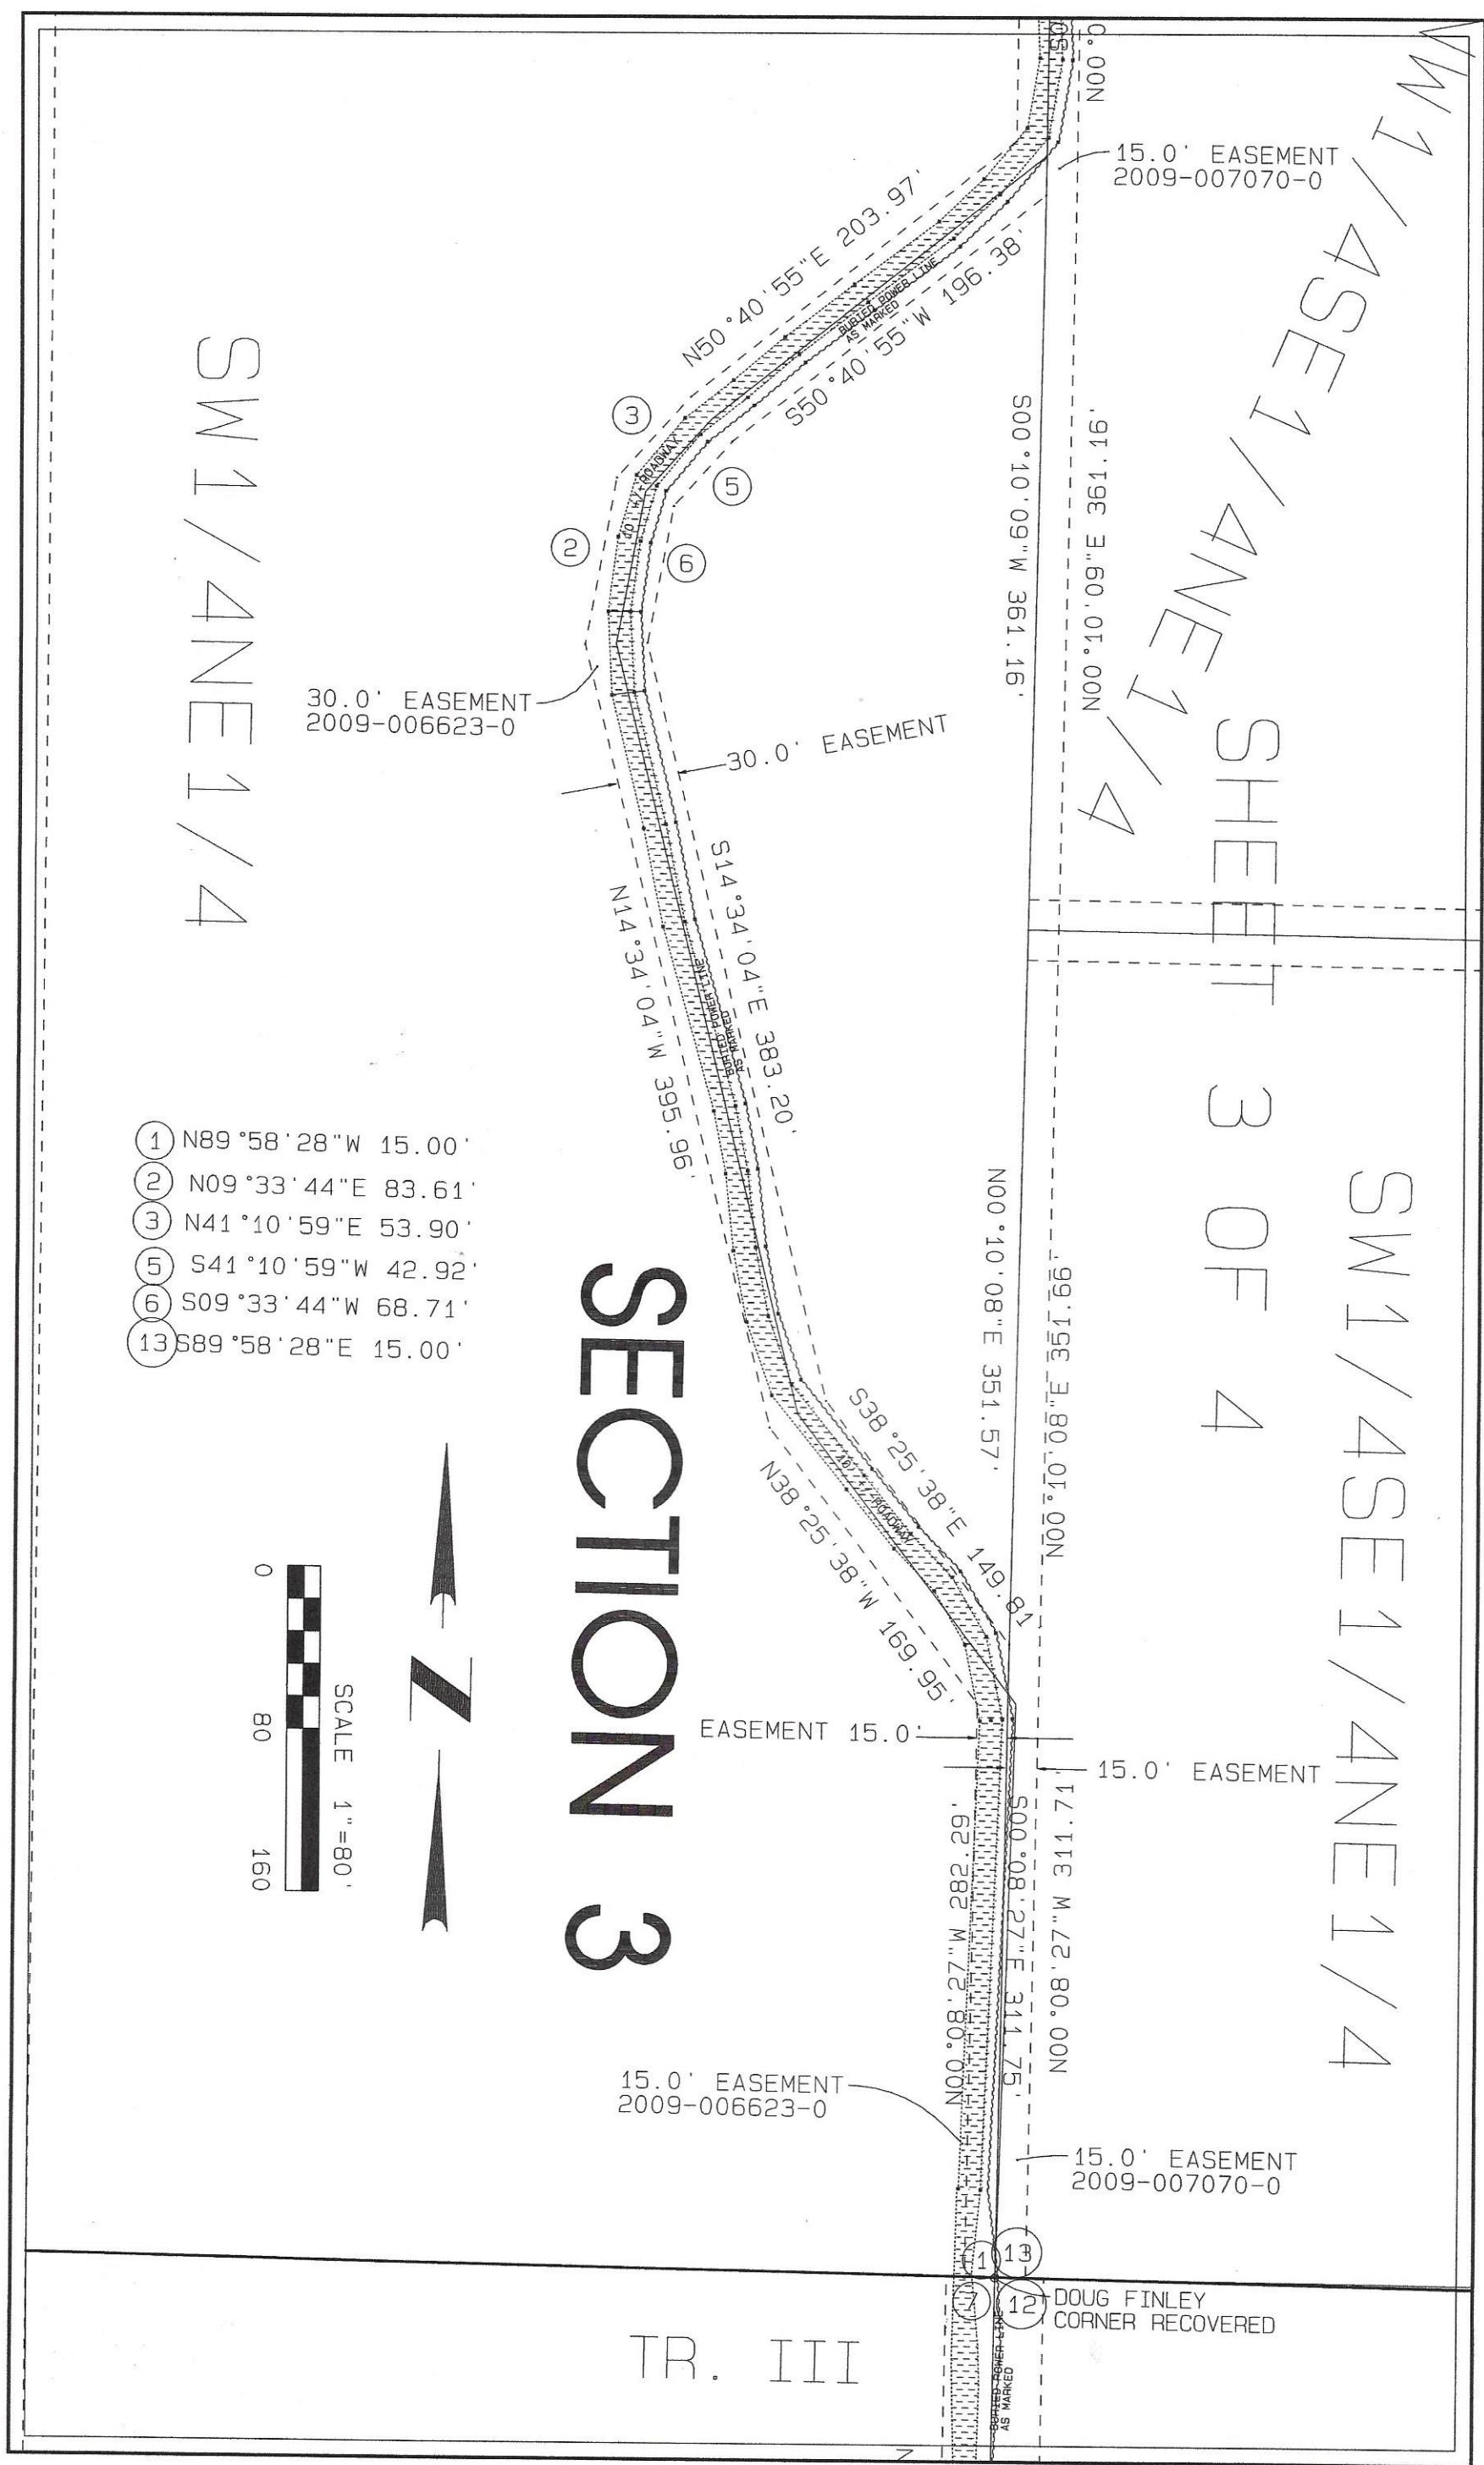 SHEET 3 OF 4
SW1/4SE1/4NE1/4
SW1/4NE1/4
15.0' EASEMENT
2009-007070-0
N50°40'55"E 203.97'
S50°40'55"W 196.38'
BURIED POWER LINE
AS MARKED
S00°10'09"W 361.16'
N00°10'09"E 361.16'
3
5
2
6
30.0' EASEMENT
2009-006623-0
30.0' EASEMENT
S14°34'04"E 383.20'
N14°34'04"W 395.96'
BURIED POWER LINE
AS MARKED
N00°10'08"E 351.57'
N00°10'08"E 351.66'
1 N89°58'28"W 15.00'
2 N09°33'44"E 83.61'
3 N41°10'59"E 53.90'
5 S41°10'59"W 42.92'
6 S09°33'44"W 68.71'
13 S89°58'28"E 15.00'
SECTION 3
S38°25'38"E 149.81
N38°25'38"W 169.95'
EASEMENT 15.0'
15.0' EASEMENT
N
SCALE 1"=80'
0 80 160
N00°08'27"W 282.29'
S00°08'27"E 311.75'
N00°08'27"W 311.71'
15.0' EASEMENT
2009-006623-0
15.0' EASEMENT
2009-007070-0
1
13
7
12
DOUG FINLEY
CORNER RECOVERED
TR. III
BURIED POWER LINE
AS MARKED